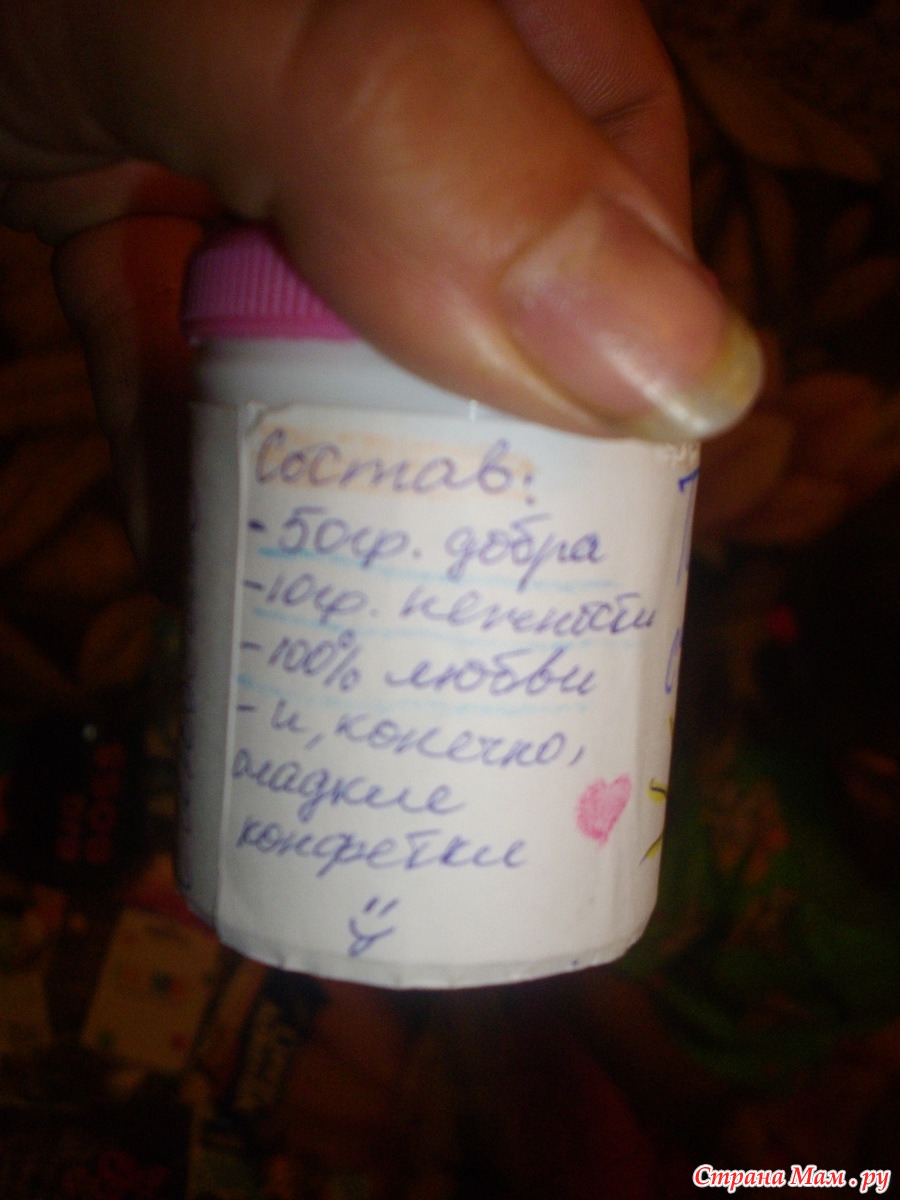 Состав:
- 50гр. добра
- 10гр. нежности
- 100% любви
- и, конечно,
сладкие
конфетки
Страна Мам.ру